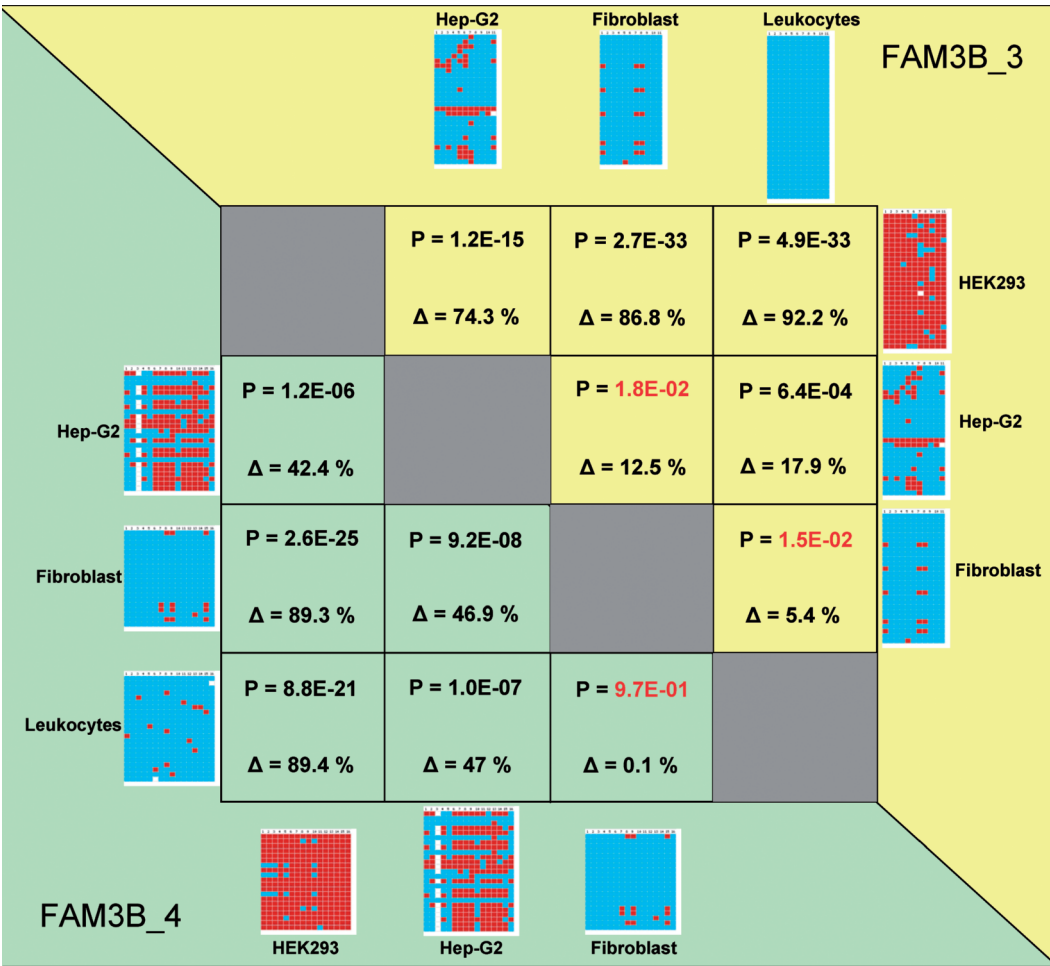 Hep-G2 Fibroblast Leukocytes
FAM3B_3
P = 1.2E-15 P = 2.7E-33 P = 4.9E-33
HEK293
Δ = 74.3 % Δ = 86.8 % Δ = 92.2 %
P = 1.2E-06 P = 1.8E-02 P = 6.4E-04
Hep-G2 Hep-G2
Δ = 42.4 % Δ = 12.5 % Δ = 17.9 %
P = 2.6E-25 P = 9.2E-08 P = 1.5E-02
Fibroblast Fibroblast
Δ = 89.3 % Δ = 46.9 % Δ = 5.4 %
P = 8.8E-21 P = 1.0E-07 P = 9.7E-01
Leukocytes
Δ = 89.4 % Δ = 47 % Δ = 0.1 %
FAM3B_4
HEK293 Hep-G2 Fibroblast